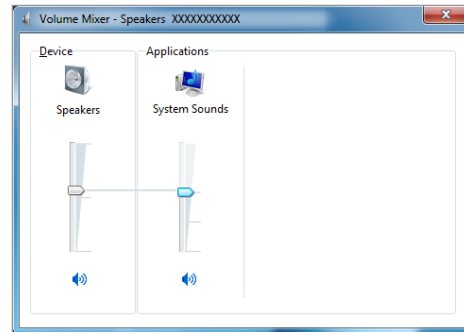 Volume Mixer - Speakers XXXXXXXXXXX
Device
Applications
Speakers
System Sounds